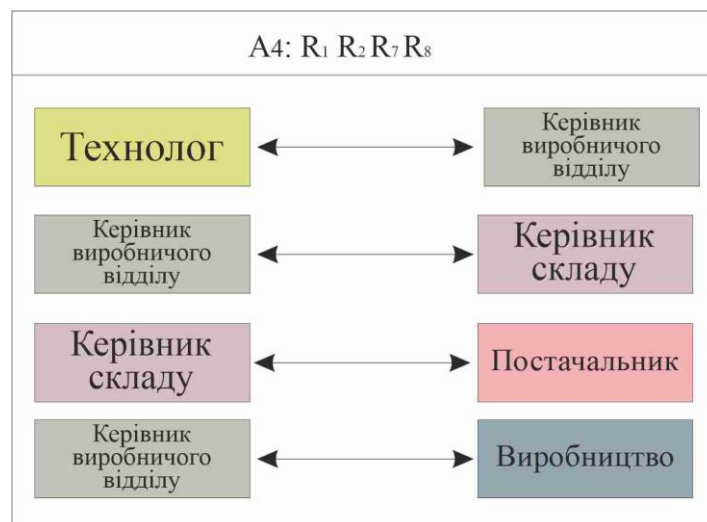 А4: R1 R2 R7 R8
Технолог
Керівник
виробничого
відділу
Керівник
виробничого
відділу
Керівник
складу
Керівник
складу
Постачальник
Керівник
виробничого
відділу
Виробництво